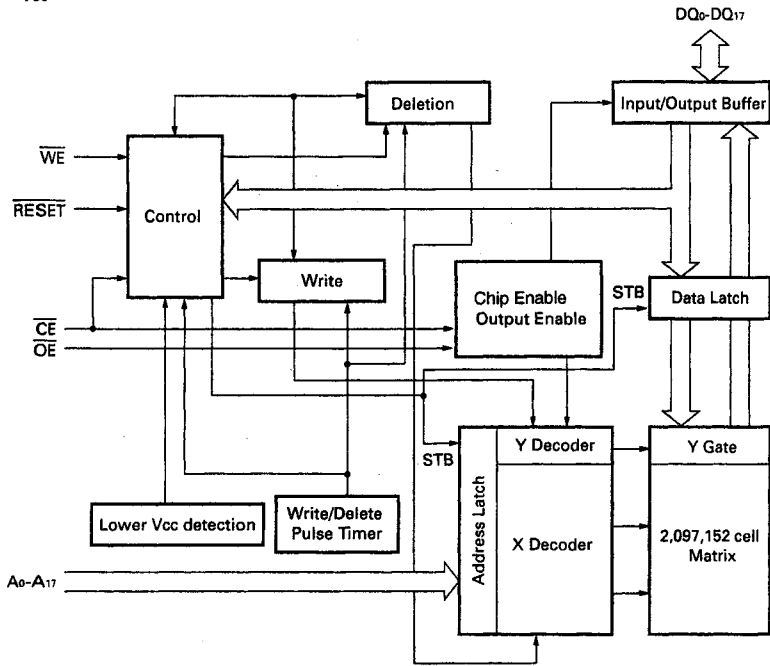 DQ0-DQ17
Deletion
Input/Output Buffer
WE
RESET
Control
Write
Chip Enable
Output Enable
STB
Data Latch
CE
OE
STB
Address Latch
Y Decoder
Y Gate
Lower Vcc detection
Write/Delete
Pulse Timer
X Decoder
2,097,152 cell
Matrix
A0-A17